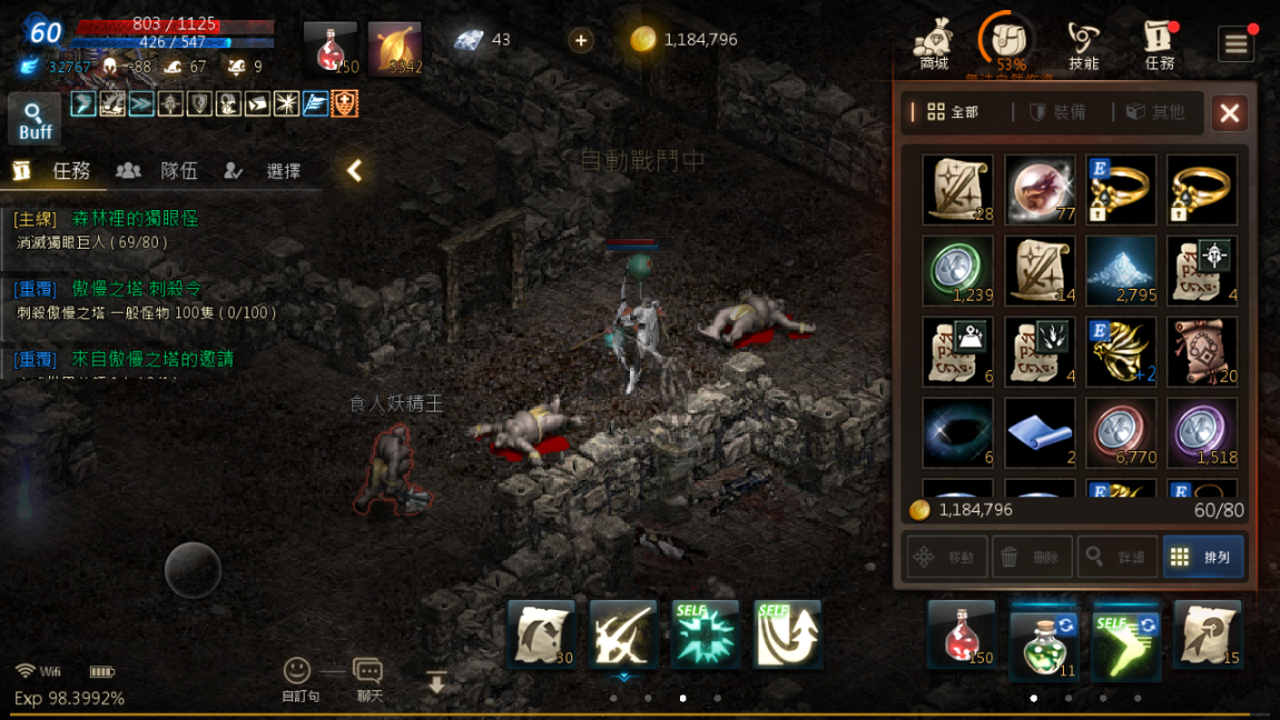 60
803 / 1125
426 / 547
32767
-88
67
9
150
3342
43
1,184,796
商城
53%
技能
任務
Buff
任務
隊伍
選擇
自動戰鬥中
[主線] 森林裡的獨眼怪
消滅獨眼巨人 ( 69/80 )
[重覆] 傲慢之塔 刺殺令
刺殺傲慢之塔 一般怪物 100隻 ( 0/100 )
[重覆] 來自傲慢之塔的邀請
食人妖精王
全部
裝備
其他
28
77
E
1,239
14
2,795
4
6
4
E
+2
20
6
2
6,770
1,518
E
E
1,184,796
60/80
移動
刪除
詳細
排列
30
SELF
SELF
150
11
SELF
15
Wifi
Exp 98.3992%
自訂句
聊天